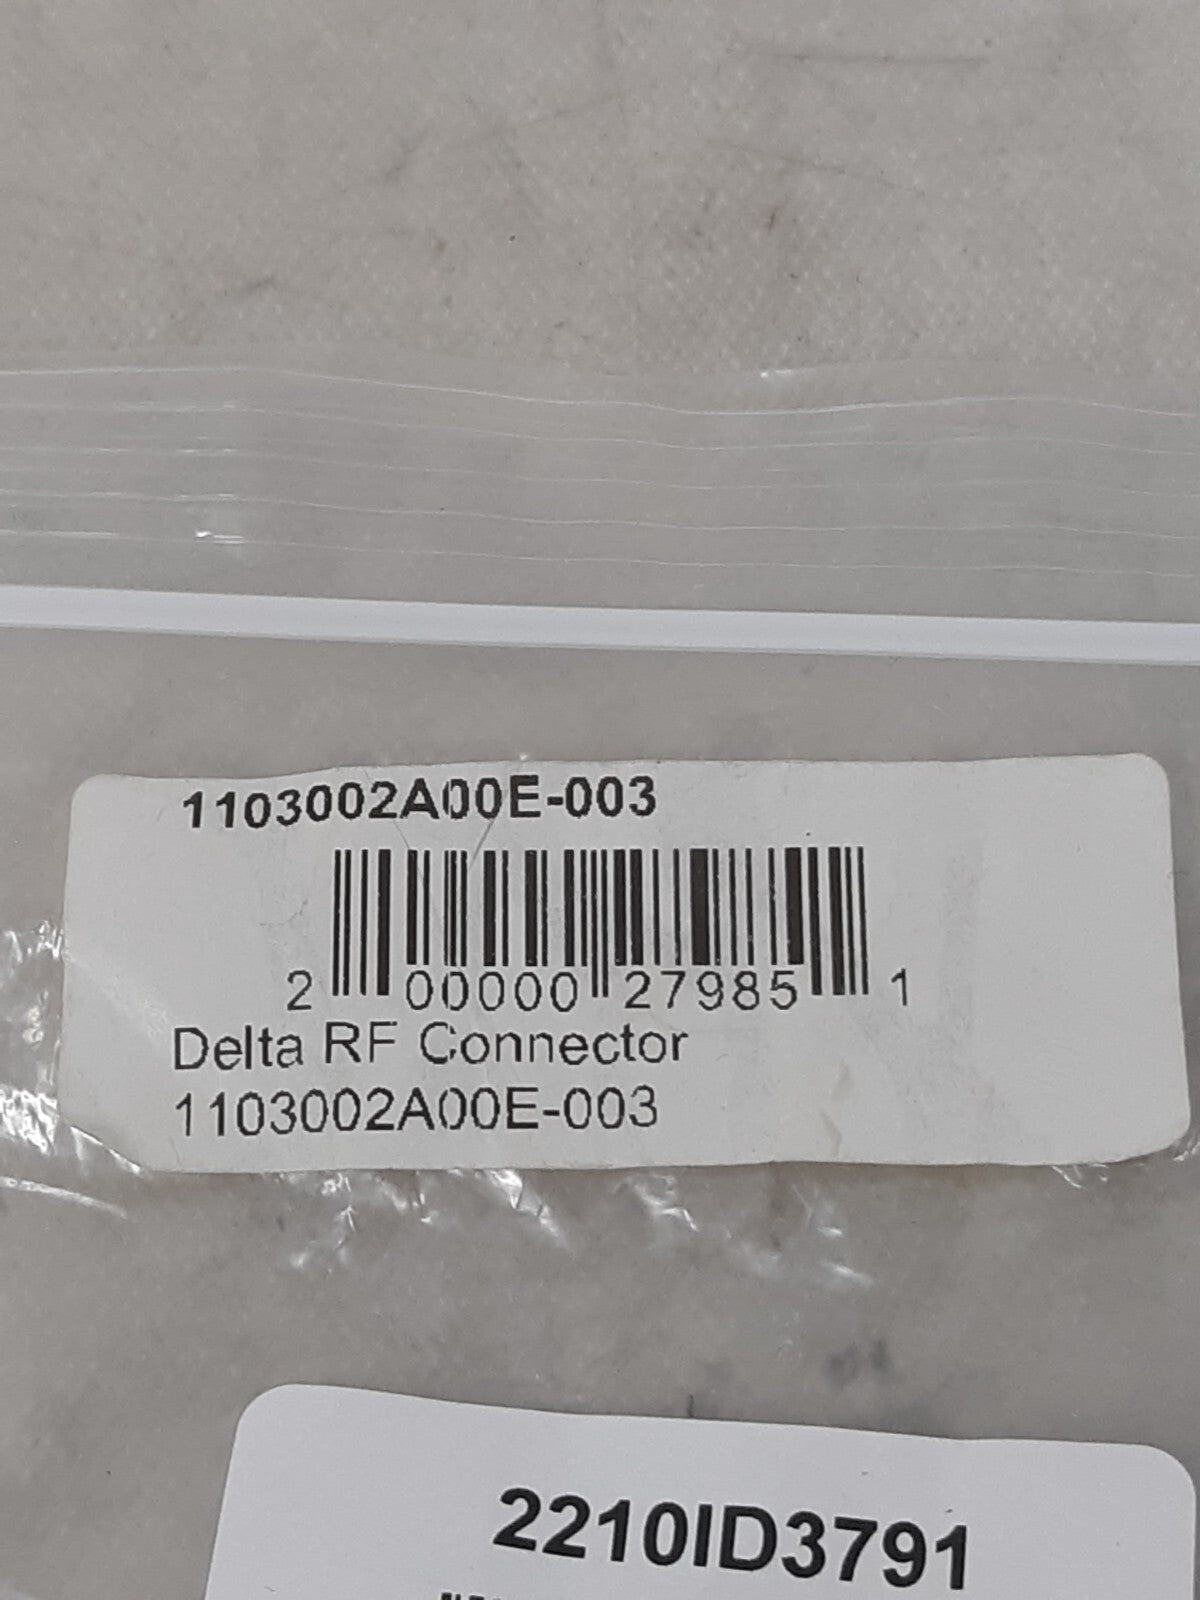 1103002A00E-003
2 00000 27985 1
Delta RF Connector
1103002A00E-003
2210ID3791